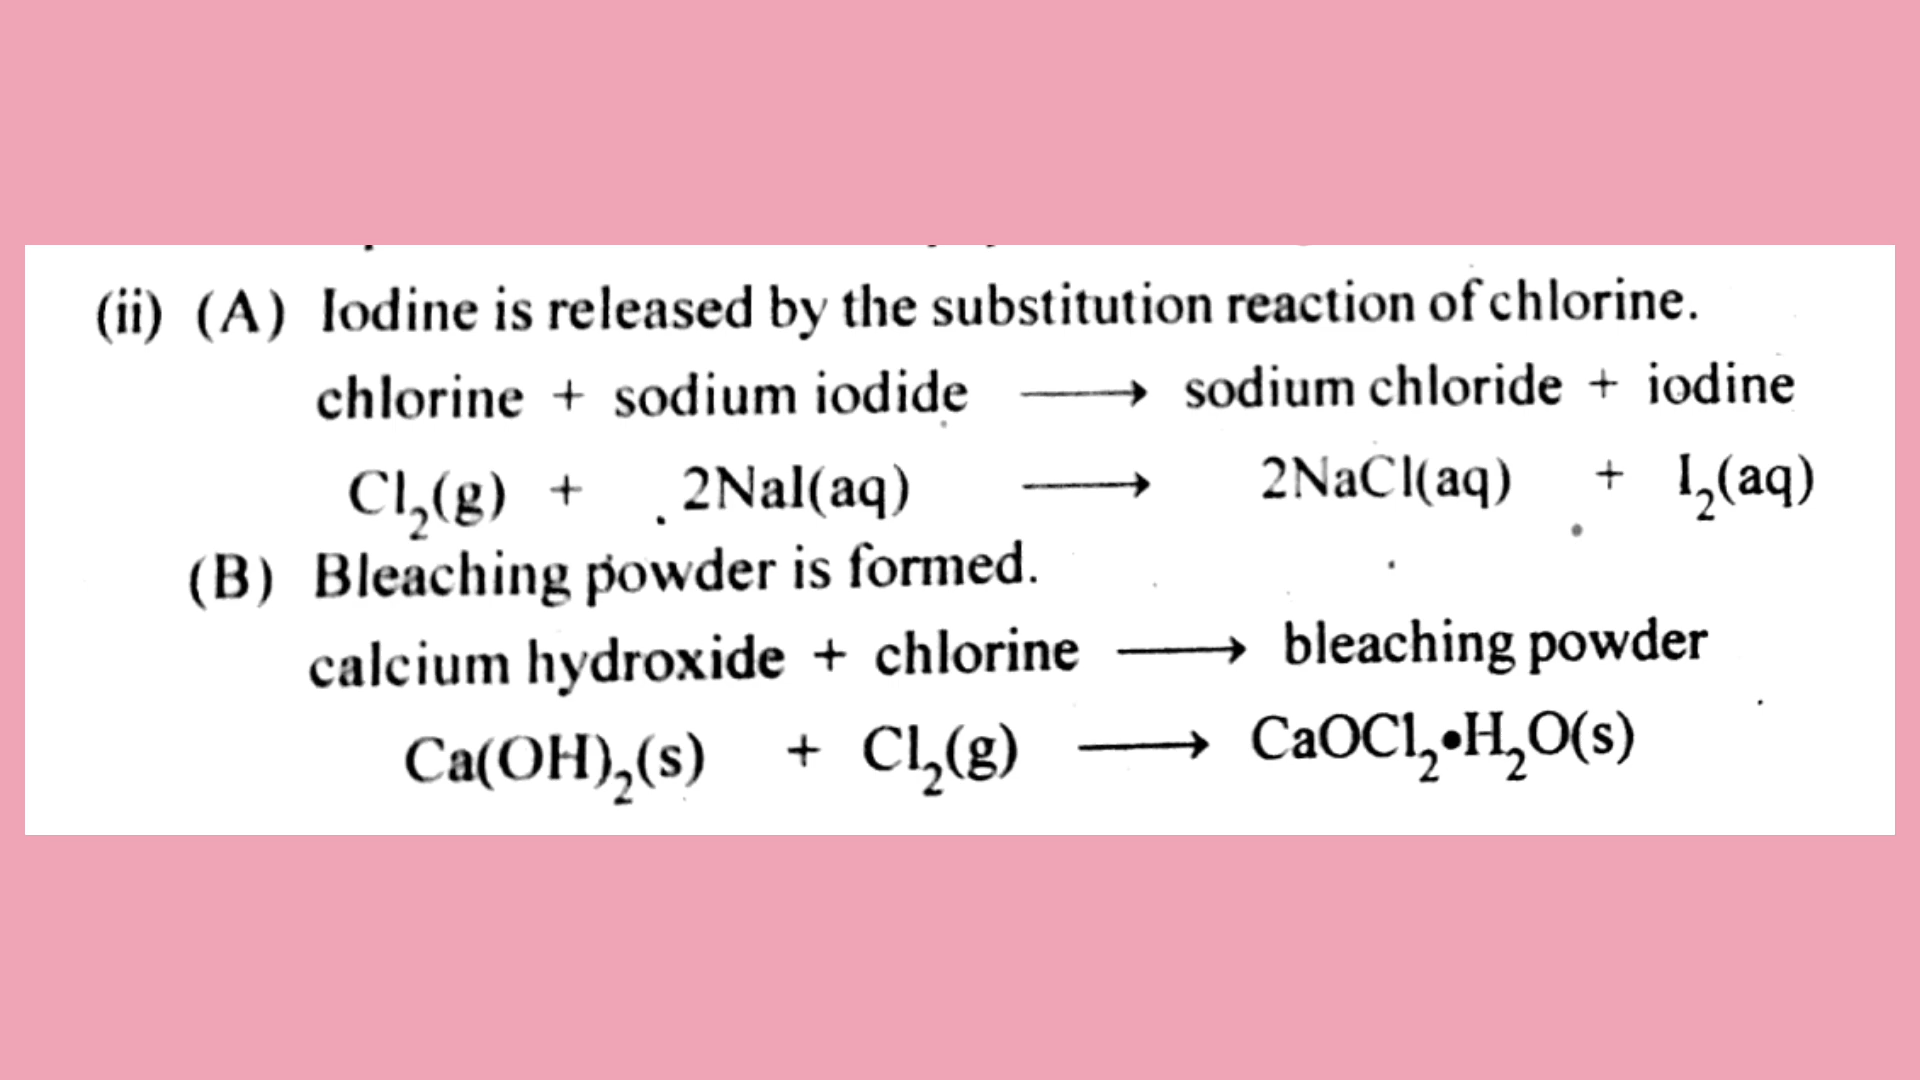 (ii) (A) Iodine is released by the substitution reaction of chlorine.
chlorine + sodium iodide ⟶ sodium chloride + iodine
Cl₂(g) + 2NaI(aq) ⟶ 2NaCl(aq) + I₂(aq)
(B) Bleaching powder is formed.
calcium hydroxide + chlorine ⟶ bleaching powder
Ca(OH)₂(s) + Cl₂(g) ⟶ CaOCl₂•H₂O(s)